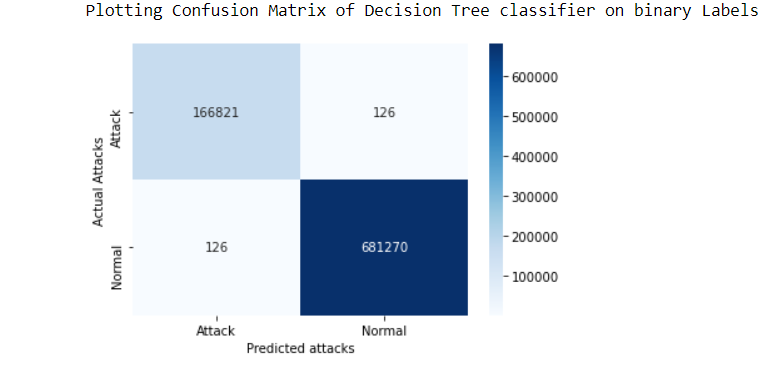 Plotting Confusion Matrix of Decision Tree classifier on binary Labels
600000
500000
400000
300000
200000
100000
Actual Attacks
Attack
Normal
166821 126
126 681270
Attack Normal
Predicted attacks